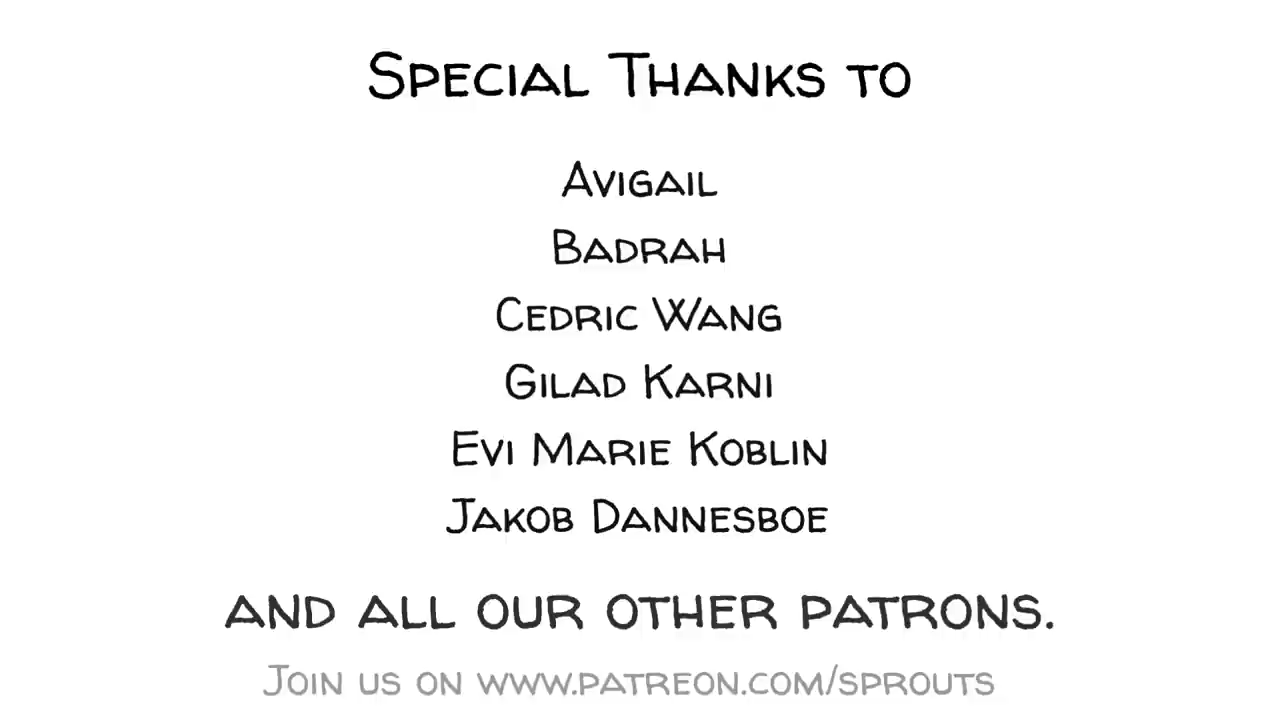 Special Thanks to
Avigail
Badrah
Cedric Wang
Gilad Karni
Evi Marie Koblin
Jakob Dannesboe
and all our other patrons.
Join us on www.patreon.com/sprouts